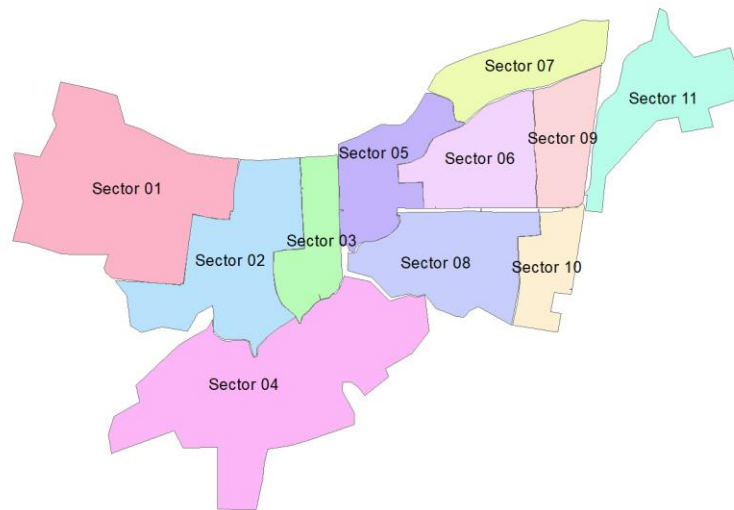 Sector 07
Sector 11
Sector 09
Sector 05
Sector 06
Sector 01
Sector 03
Sector 02
Sector 08
Sector 10
Sector 04